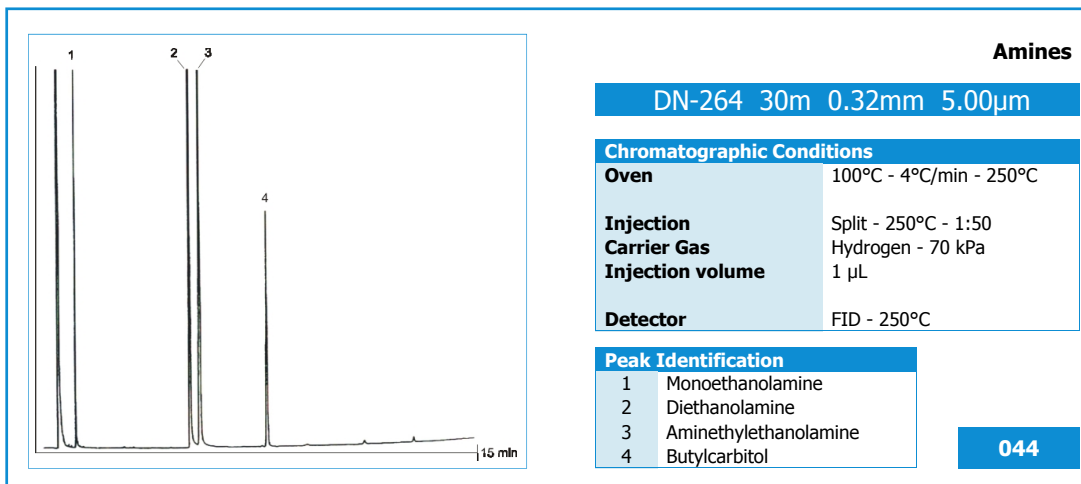 1
2
3
4
15 min
Amines
DN-264 30m 0.32mm 5.00µm
Chromatographic Conditions
Oven 100°C - 4°C/min - 250°C
Injection Split - 250°C - 1:50
Carrier Gas Hydrogen - 70 kPa
Injection volume 1 µL
Detector FID - 250°C
Peak Identification
1 Monoethanolamine
2 Diethanolamine
3 Aminethylethanolamine
4 Butylcarbitol
044